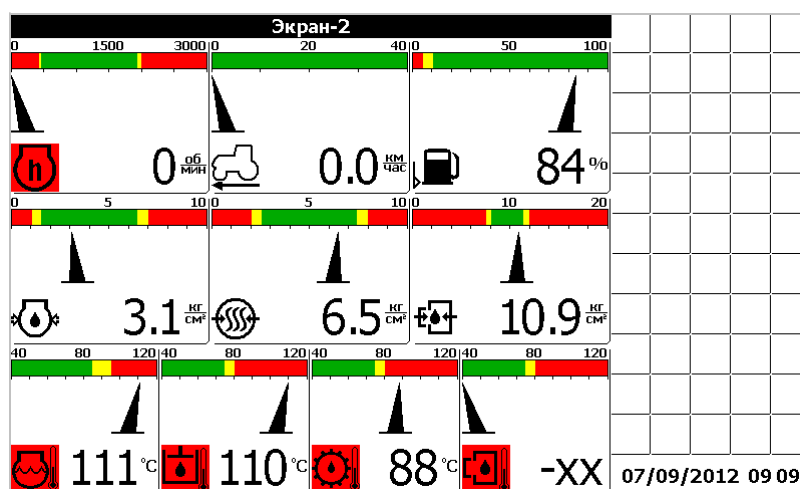 Экран-2
0 1500 3000 0 20 40 0 50 100
h 0 об/мин 0.0 км/час 84 %
0 5 10 0 5 10 0 10 20
3.1 кг/см² 6.5 кг/см² 10.9 кг/см²
40 80 120 40 80 120 40 80 120 40 80 120
111 °C 110 °C 88 °C -XX
07/09/2012 09 09